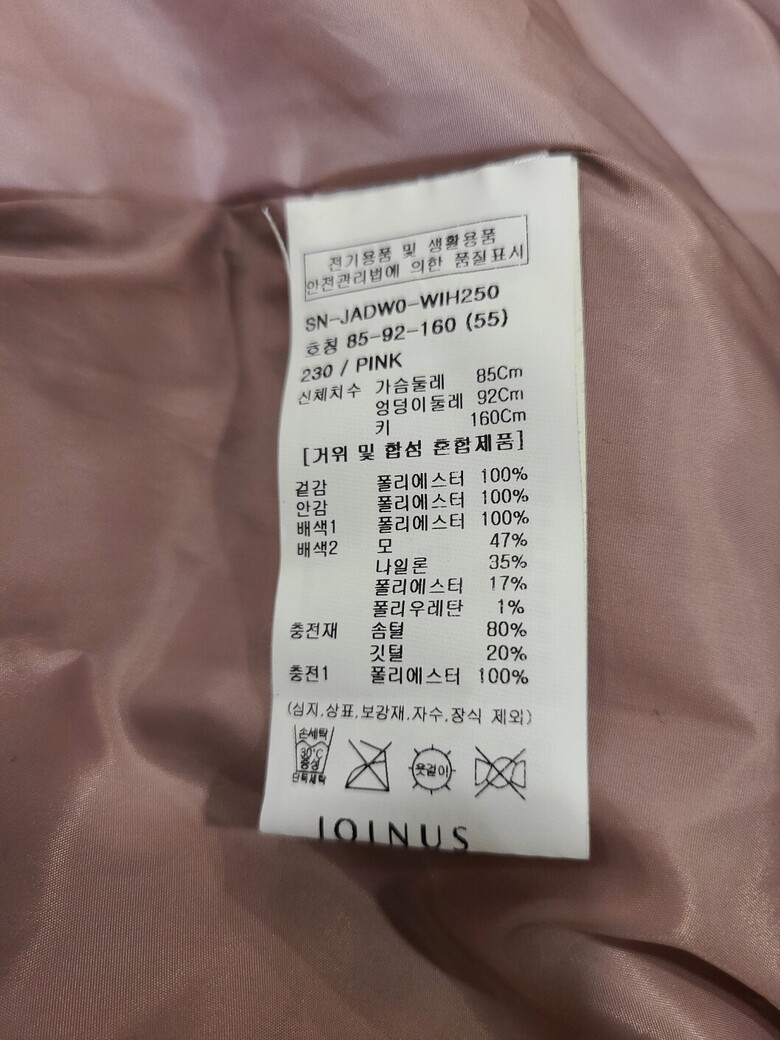 전기용품 및 생활용품
안전관리법에 의한 품질표시
SN-JADW0-WIH250
호칭 85-92-160 (55)
230 / PINK
신체치수 가슴둘레 85Cm
엉덩이둘레 92Cm
키 160Cm
[거위 및 합섬 혼합제품]
겉감 폴리에스터 100%
안감 폴리에스터 100%
배색1 폴리에스터 100%
배색2 모 47%
나일론 35%
폴리에스터 17%
폴리우레탄 1%
충전재 솜털 80%
깃털 20%
충전1 폴리에스터 100%
(심지,상표,보강재,자수,장식 제외)
손세탁
30℃
중성
단독세탁
옷걸이
JOINUS